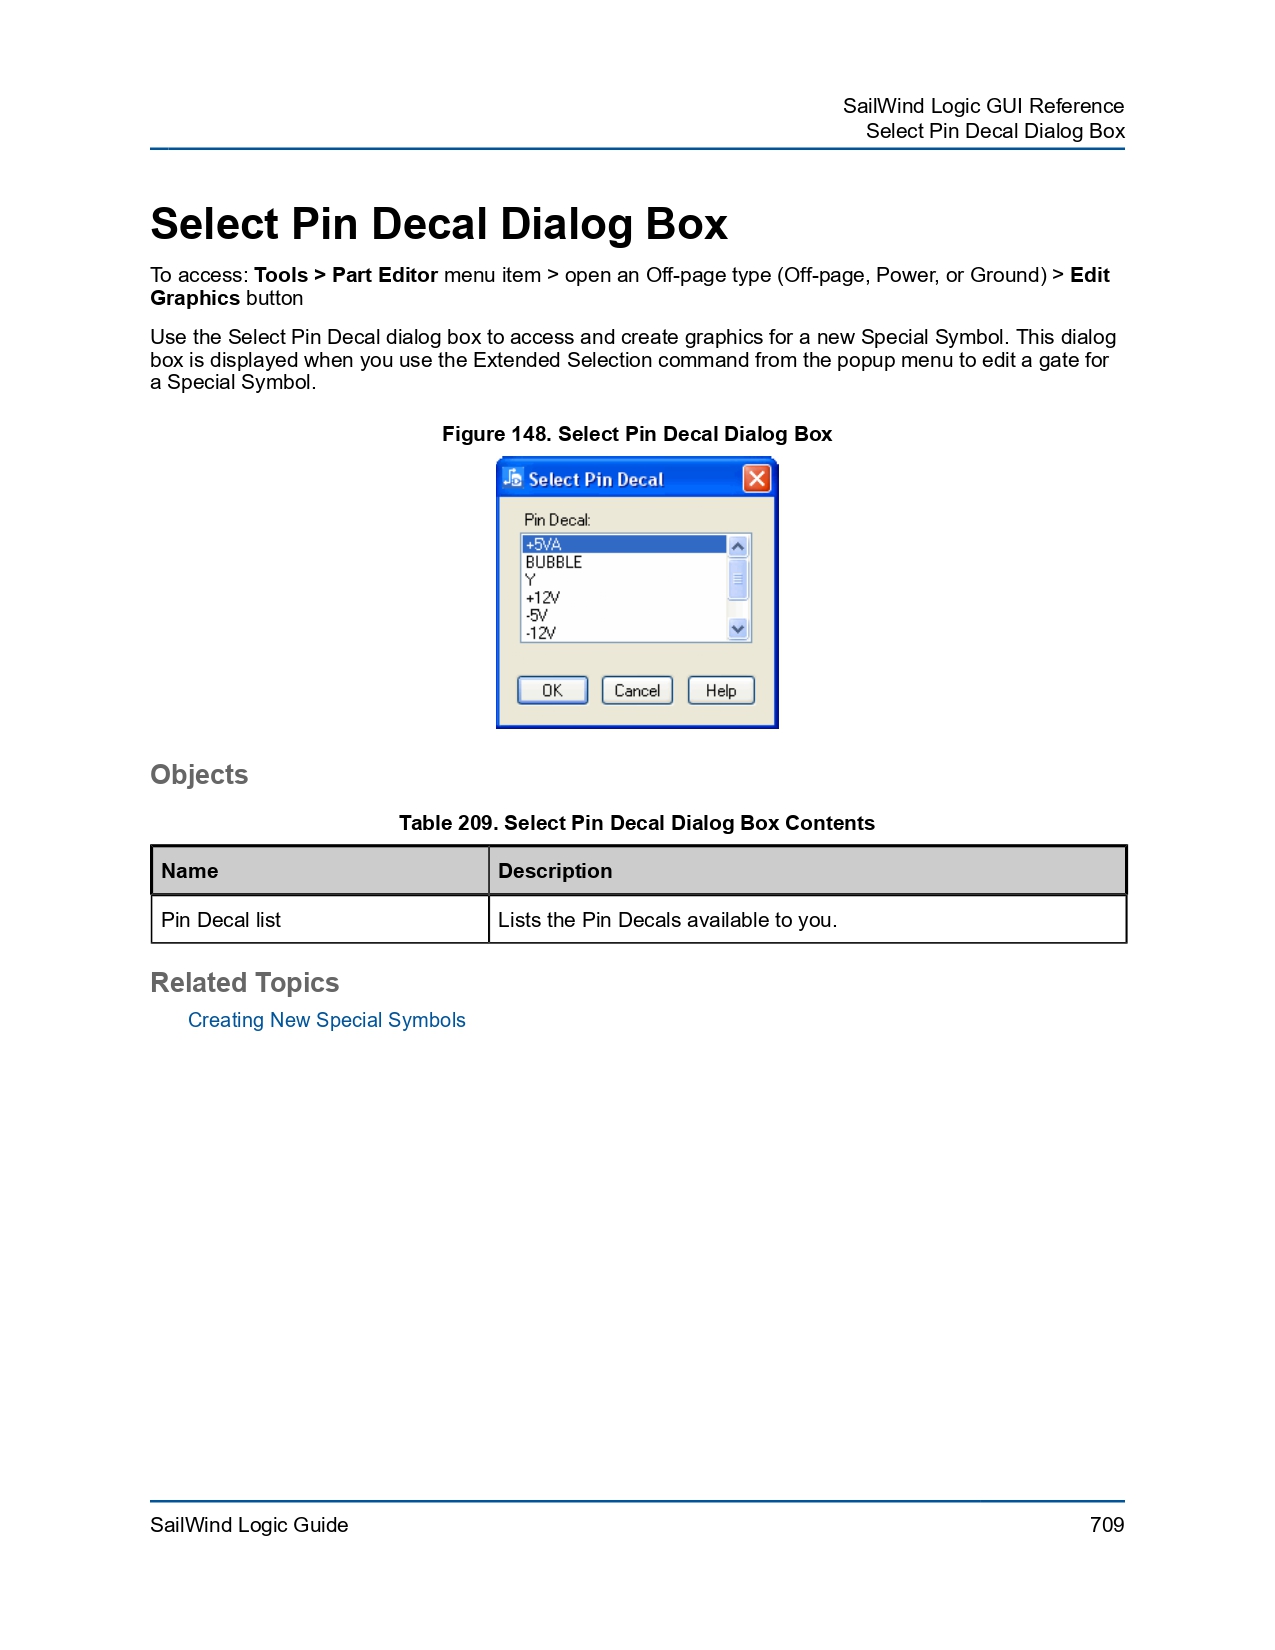 SailWind Logic GUI Reference
Select Pin Decal Dialog Box
Select Pin Decal Dialog Box
To access: Tools > Part Editor menu item > open an Off-page type (Off-page, Power, or Ground) > Edit
Graphics button
Use the Select Pin Decal dialog box to access and create graphics for a new Special Symbol. This dialog
box is displayed when you use the Extended Selection command from the popup menu to edit a gate for
a Special Symbol.
Figure 148. Select Pin Decal Dialog Box
Select Pin Decal
Pin Decal:
+5VA
BUBBLE
Y
+12V
-5V
-12V
OK Cancel Help
Objects
Table 209. Select Pin Decal Dialog Box Contents
Name Description
Pin Decal list Lists the Pin Decals available to you.
Related Topics
Creating New Special Symbols
SailWind Logic Guide 709